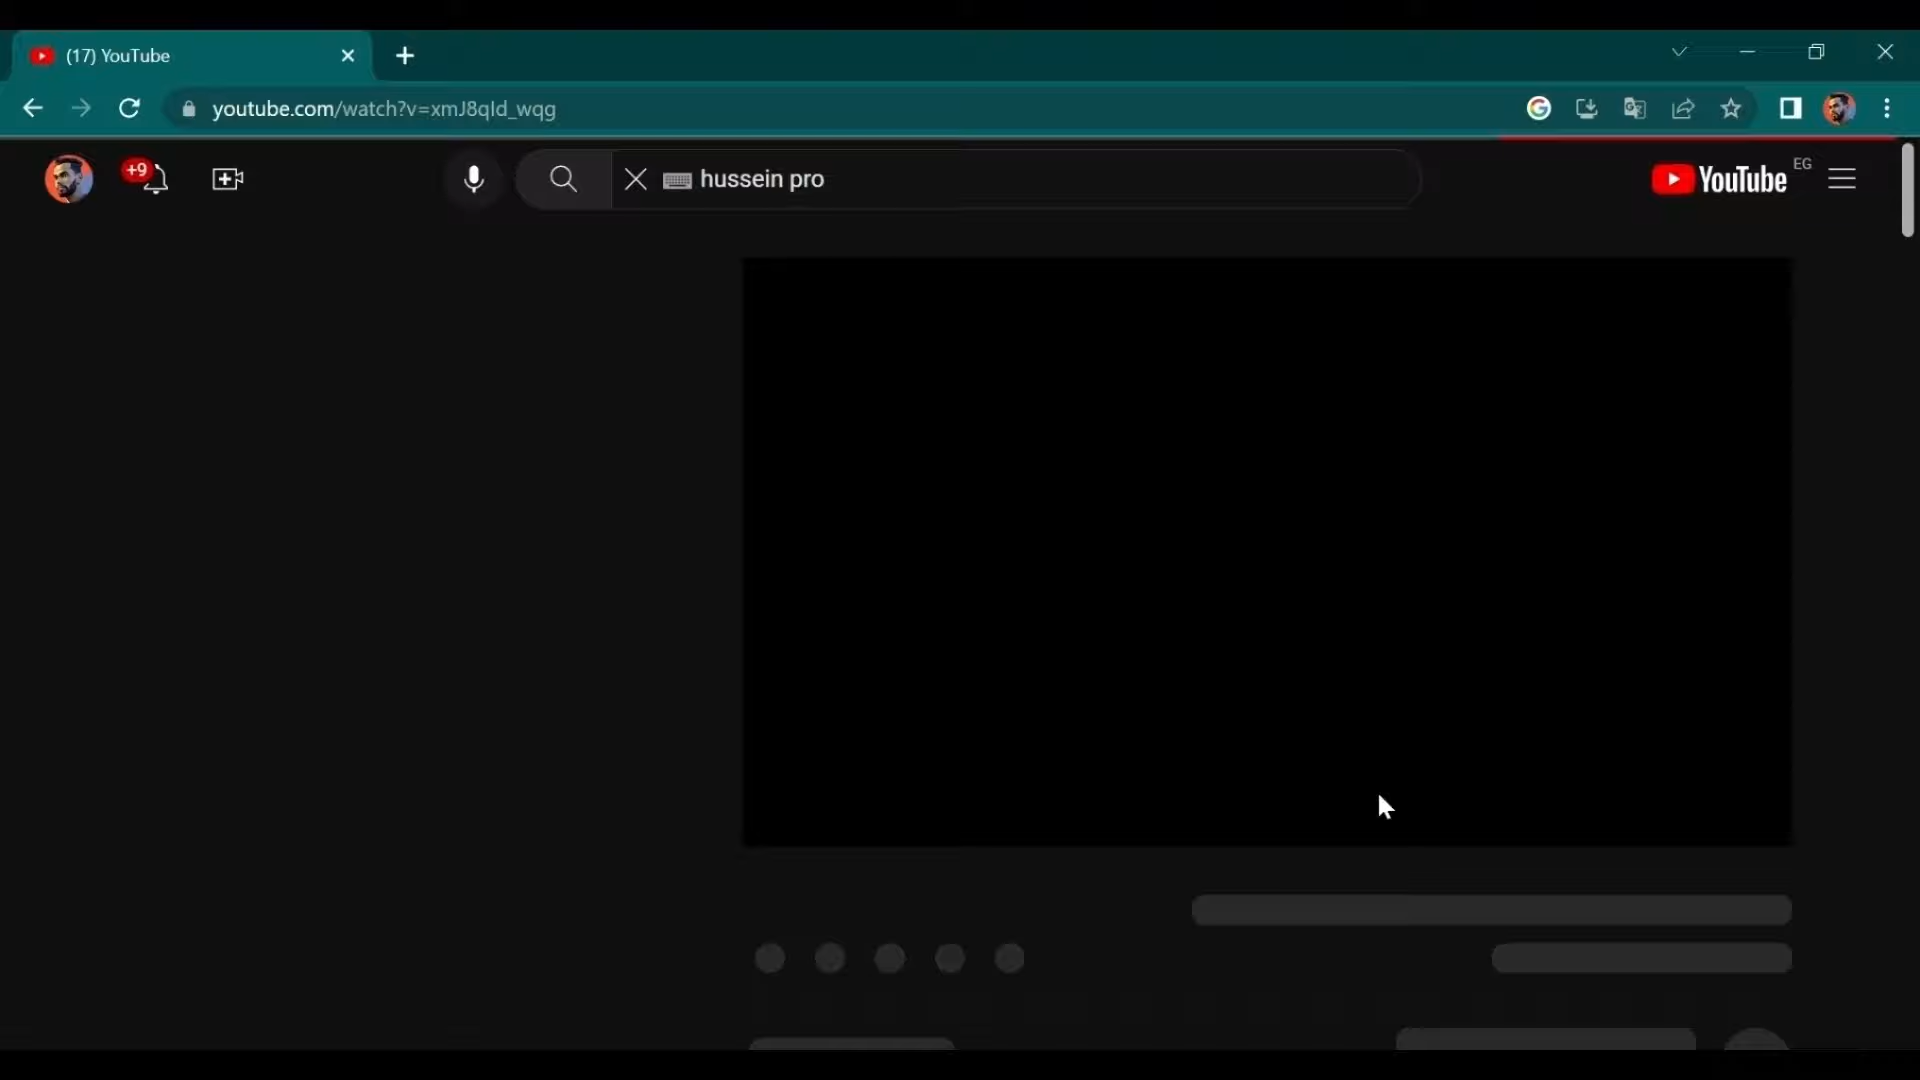 (17) YouTube
youtube.com/watch?v=xmJ8qld_wqg
+9
hussein pro
YouTube EG